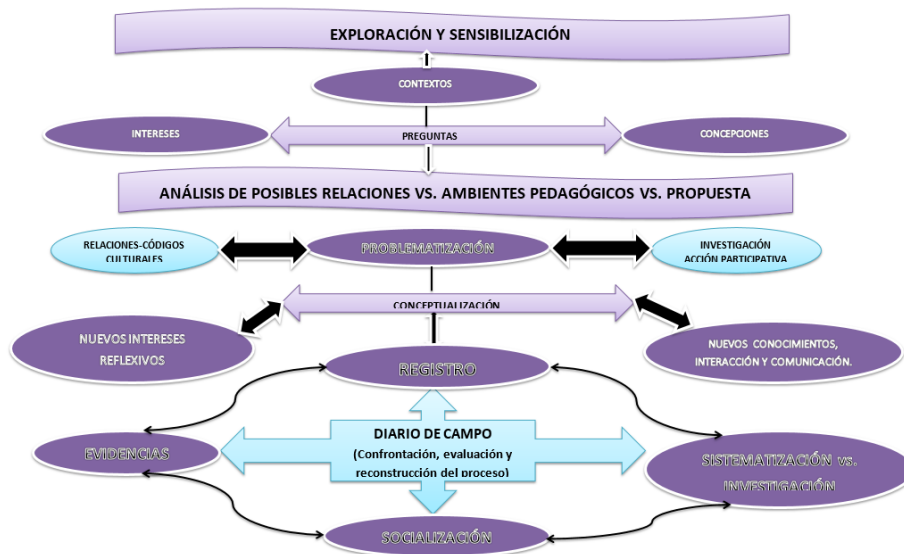 EXPLORACIÓN Y SENSIBILIZACIÓN
CONTEXTOS
INTERESES
PREGUNTAS
CONCEPCIONES
ANÁLISIS DE POSIBLES RELACIONES VS. AMBIENTES PEDAGÓGICOS VS. PROPUESTA
RELACIONES-CÓDIGOS
CULTURALES
PROBLEMATIZACIÓN
INVESTIGACIÓN
ACCIÓN PARTICIPATIVA
CONCEPTUALIZACIÓN
NUEVOS INTERESES
REFLEXIVOS
NUEVOS CONOCIMIENTOS,
INTERACCIÓN Y COMUNICACIÓN.
REGISTRO
DIARIO DE CAMPO
(Confrontación, evaluación y
reconstrucción del proceso)
EVIDENCIAS
SISTEMATIZACIÓN vs.
INVESTIGACIÓN
SOCIALIZACIÓN